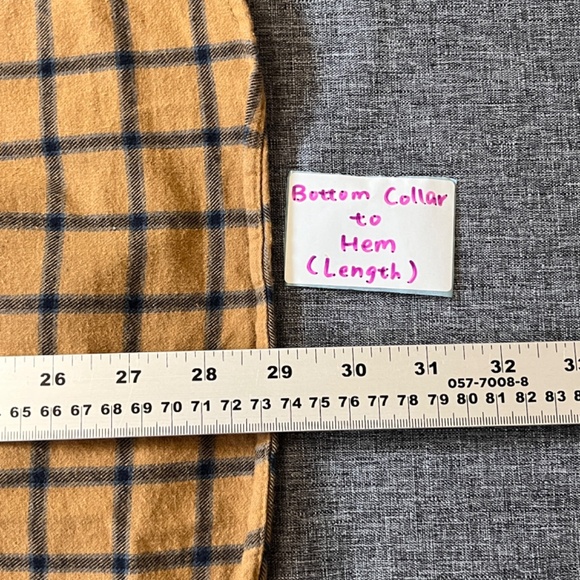 Bottom Collar
to
Hem
(Length)
26 27 28 29 30 31 32
057-7008-8
65 66 67 68 69 70 71 72 73 74 75 76 77 78 79 80 81 82 83